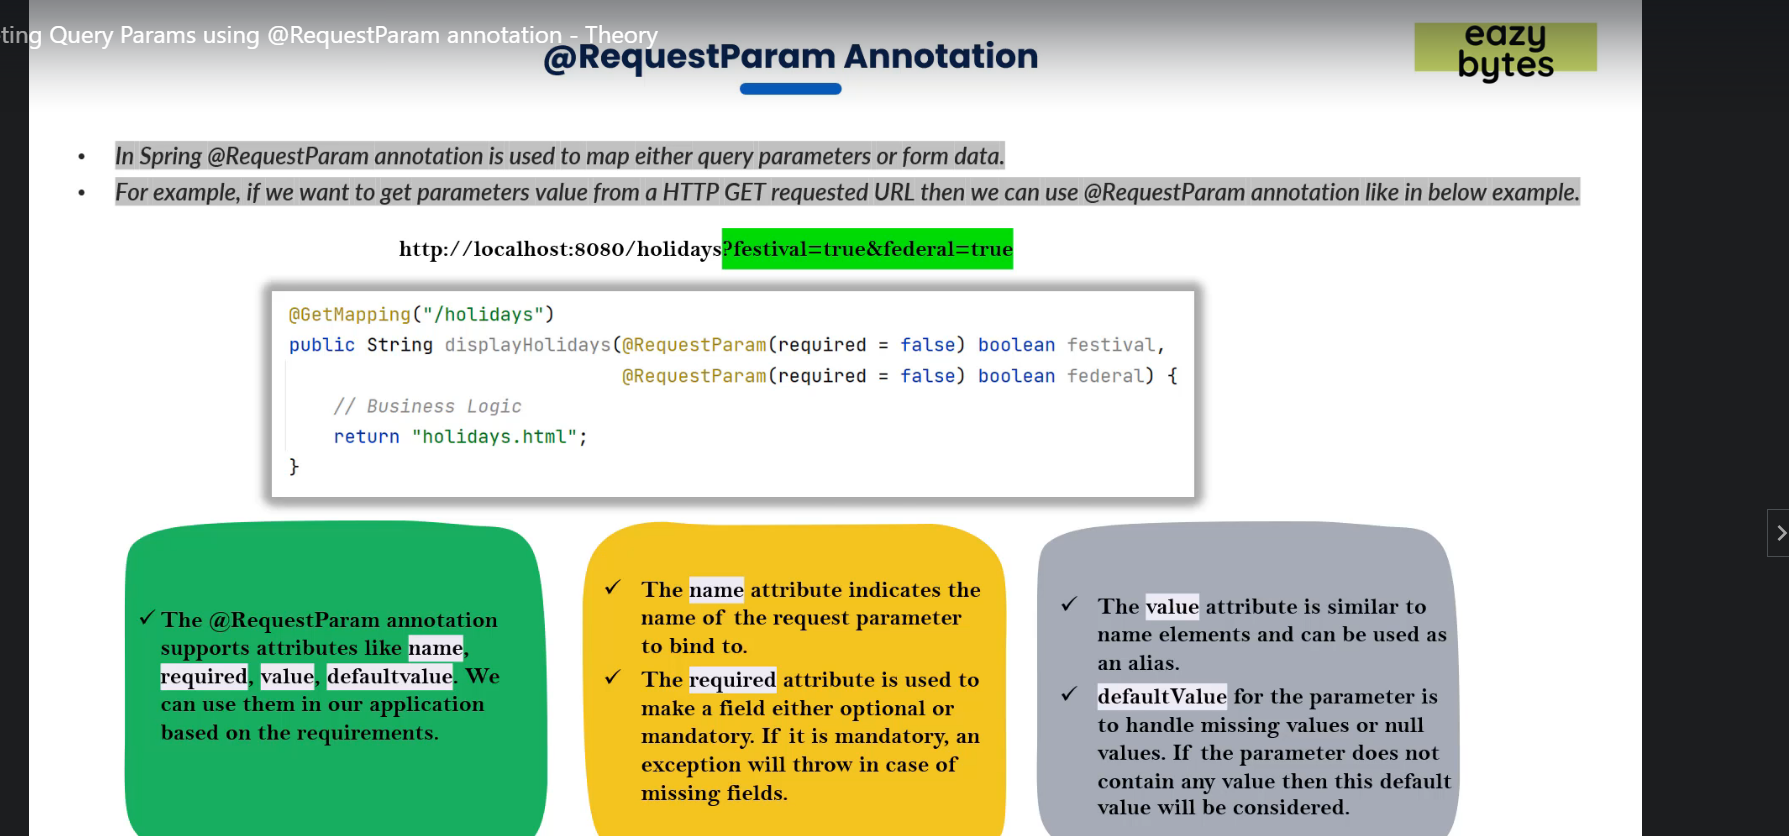 ting Query Params using @RequestParam annotation - Theory
@RequestParam Annotation
eazy
bytes
• In Spring @RequestParam annotation is used to map either query parameters or form data.
• For example, if we want to get parameters value from a HTTP GET requested URL then we can use @RequestParam annotation like in below example.
http://localhost:8080/holidays?festival=true&federal=true
@GetMapping("/holidays")
public String displayHolidays(@RequestParam(required = false) boolean festival,
@RequestParam(required = false) boolean federal) {
// Business Logic
return "holidays.html";
}
✓ The @RequestParam annotation
supports attributes like name,
required, value, defaultvalue. We
can use them in our application
based on the requirements.
✓ The name attribute indicates the
name of the request parameter
to bind to.
✓ The required attribute is used to
make a field either optional or
mandatory. If it is mandatory, an
exception will throw in case of
missing fields.
✓ The value attribute is similar to
name elements and can be used as
an alias.
✓ defaultValue for the parameter is
to handle missing values or null
values. If the parameter does not
contain any value then this default
value will be considered.